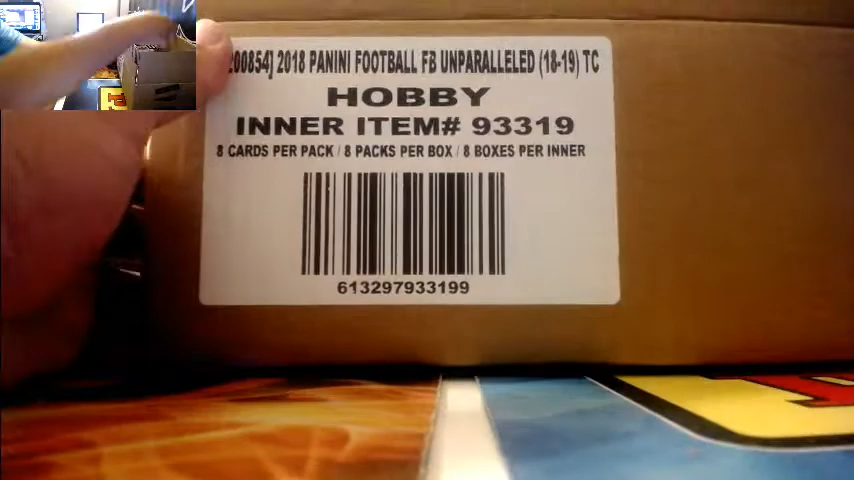 200854] 2018 PANINI FOOTBALL FB UNPARALLELED (18-19) TC
HOBBY
INNER ITEM# 93319
8 CARDS PER PACK / 8 PACKS PER BOX / 8 BOXES PER INNER
613297933199